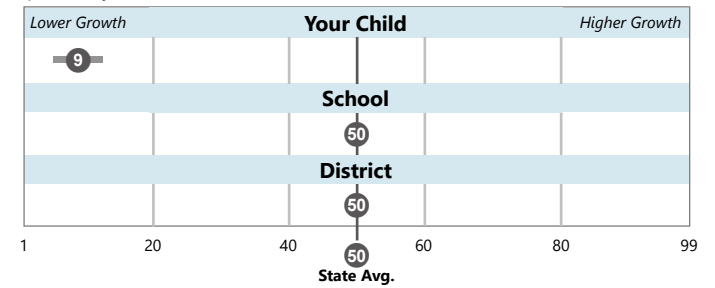 Lower Growth Your Child Higher Growth
9
School
50
District
50
1 20 40 60 80 99
50
State Avg.